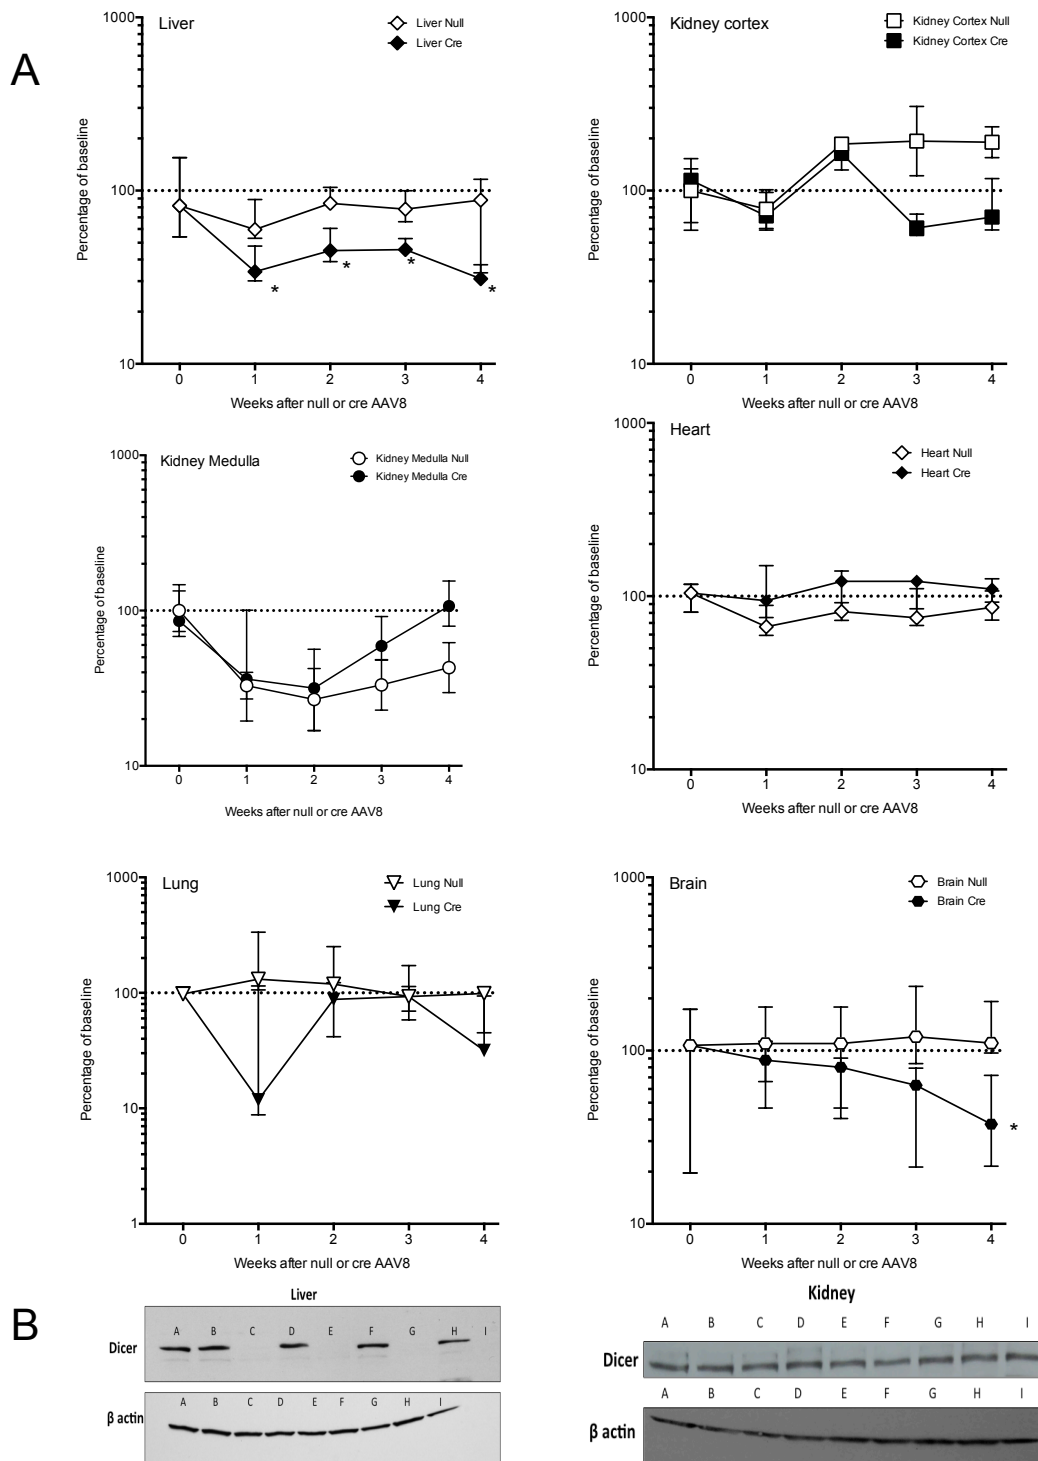 A
Liver
Liver Null
Liver Cre
1000
100
10
Percentage of baseline
*
*
*
*
0 1 2 3 4
Weeks after null or cre AAV8
Kidney cortex
Kidney Cortex Null
Kidney Cortex Cre
1000
100
10
Percentage of baseline
0 1 2 3 4
Weeks after null or cre AAV8
Kidney Medulla
Kidney Medulla Null
Kidney Medulla Cre
1000
100
10
Percentage of baseline
0 1 2 3 4
Weeks after null or cre AAV8
Heart
Heart Null
Heart Cre
1000
100
10
Percentage of baseline
0 1 2 3 4
Weeks after null or cre AAV8
Lung
Lung Null
Lung Cre
1000
100
10
1
Percentage of baseline
0 1 2 3 4
Weeks after null or cre AAV8
Brain
Brain Null
Brain Cre
1000
100
10
Percentage of baseline
*
0 1 2 3 4
Weeks after null or cre AAV8
B
Liver
A B C D E F G H I
Dicer
A B C D E F G H I
β actin
Kidney
A B C D E F G H I
Dicer
A B C D E F G H I
β actin